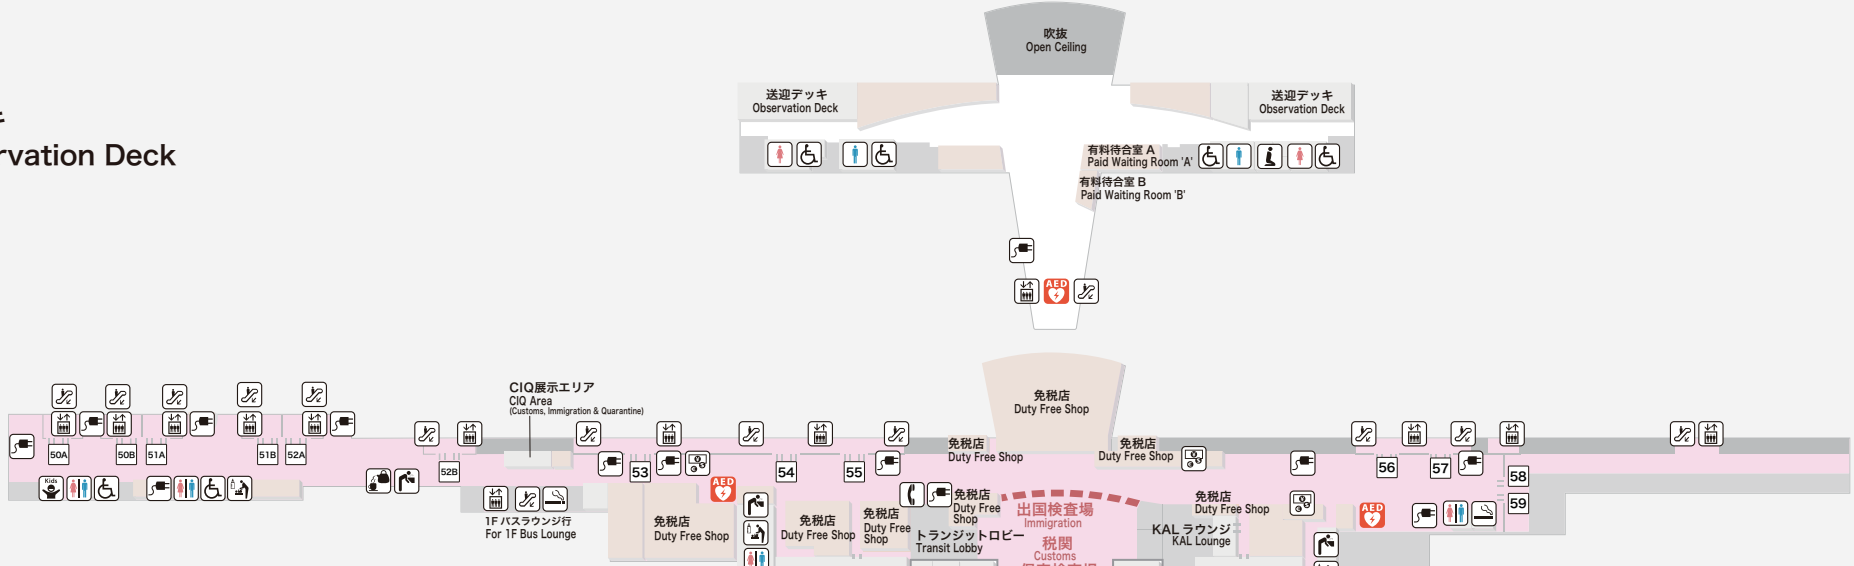 吹抜
Open Ceiling
送迎デッキ
Observation Deck
送迎デッキ
Observation Deck
rvation Deck
有料待合室 A
Paid Waiting Room 'A'
有料待合室 B
Paid Waiting Room 'B'
AED
CIQ展示エリア
CIQ Area
(Customs, Immigration & Quarantine)
免税店
Duty Free Shop
免税店
Duty Free Shop
免税店
Duty Free Shop
50A
50B
51A
51B
52A
52B
53
54
55
56
57
58
59
Kids
AED
1F バスラウンジ行
For 1F Bus Lounge
免税店
Duty Free Shop
免税店
Duty Free Shop
免税店
Duty Free
Shop
免税店
Duty Free
Shop
トランジットロビー
Transit Lobby
出国検査場
Immigration
税関
Customs
免税店
Duty Free Shop
KAL ラウンジ
KAL Lounge
AED